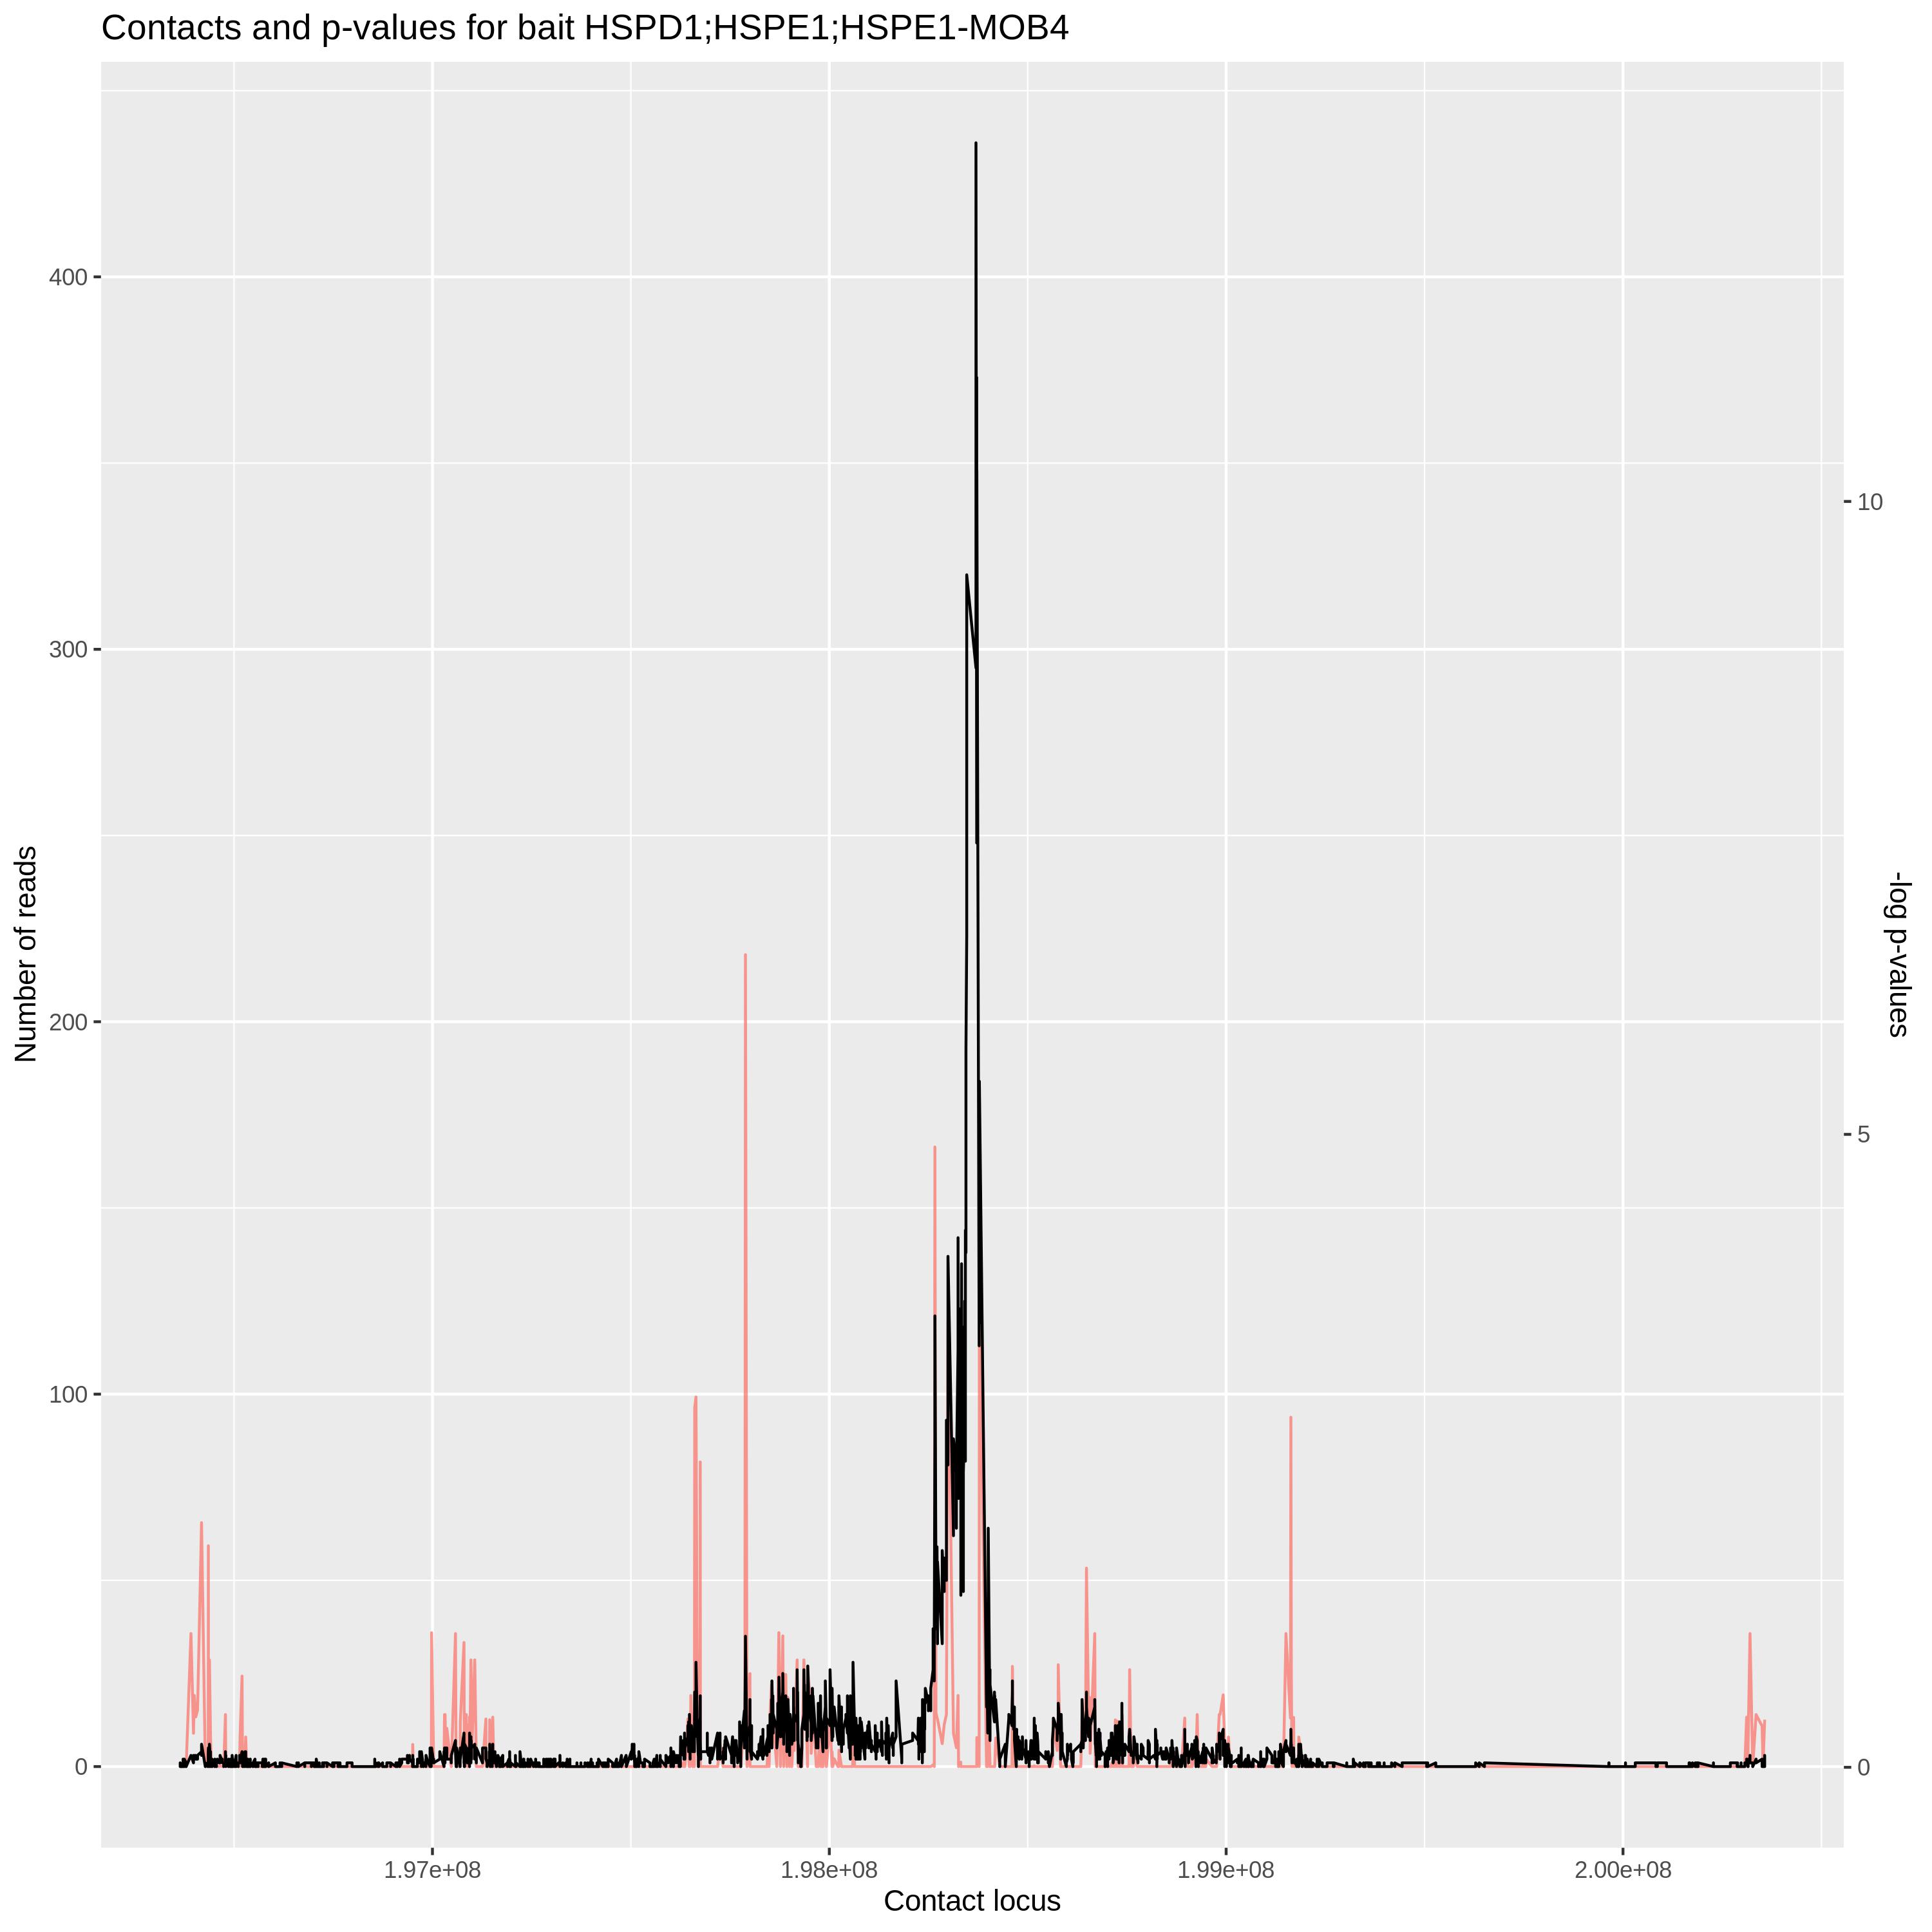 Contacts and p-values for bait HSPD1;HSPE1;HSPE1-MOB4
400
300
200
100
0
Number of reads
10
5
0
-log p-values
1.97e+08
1.98e+08
1.99e+08
2.00e+08
Contact locus